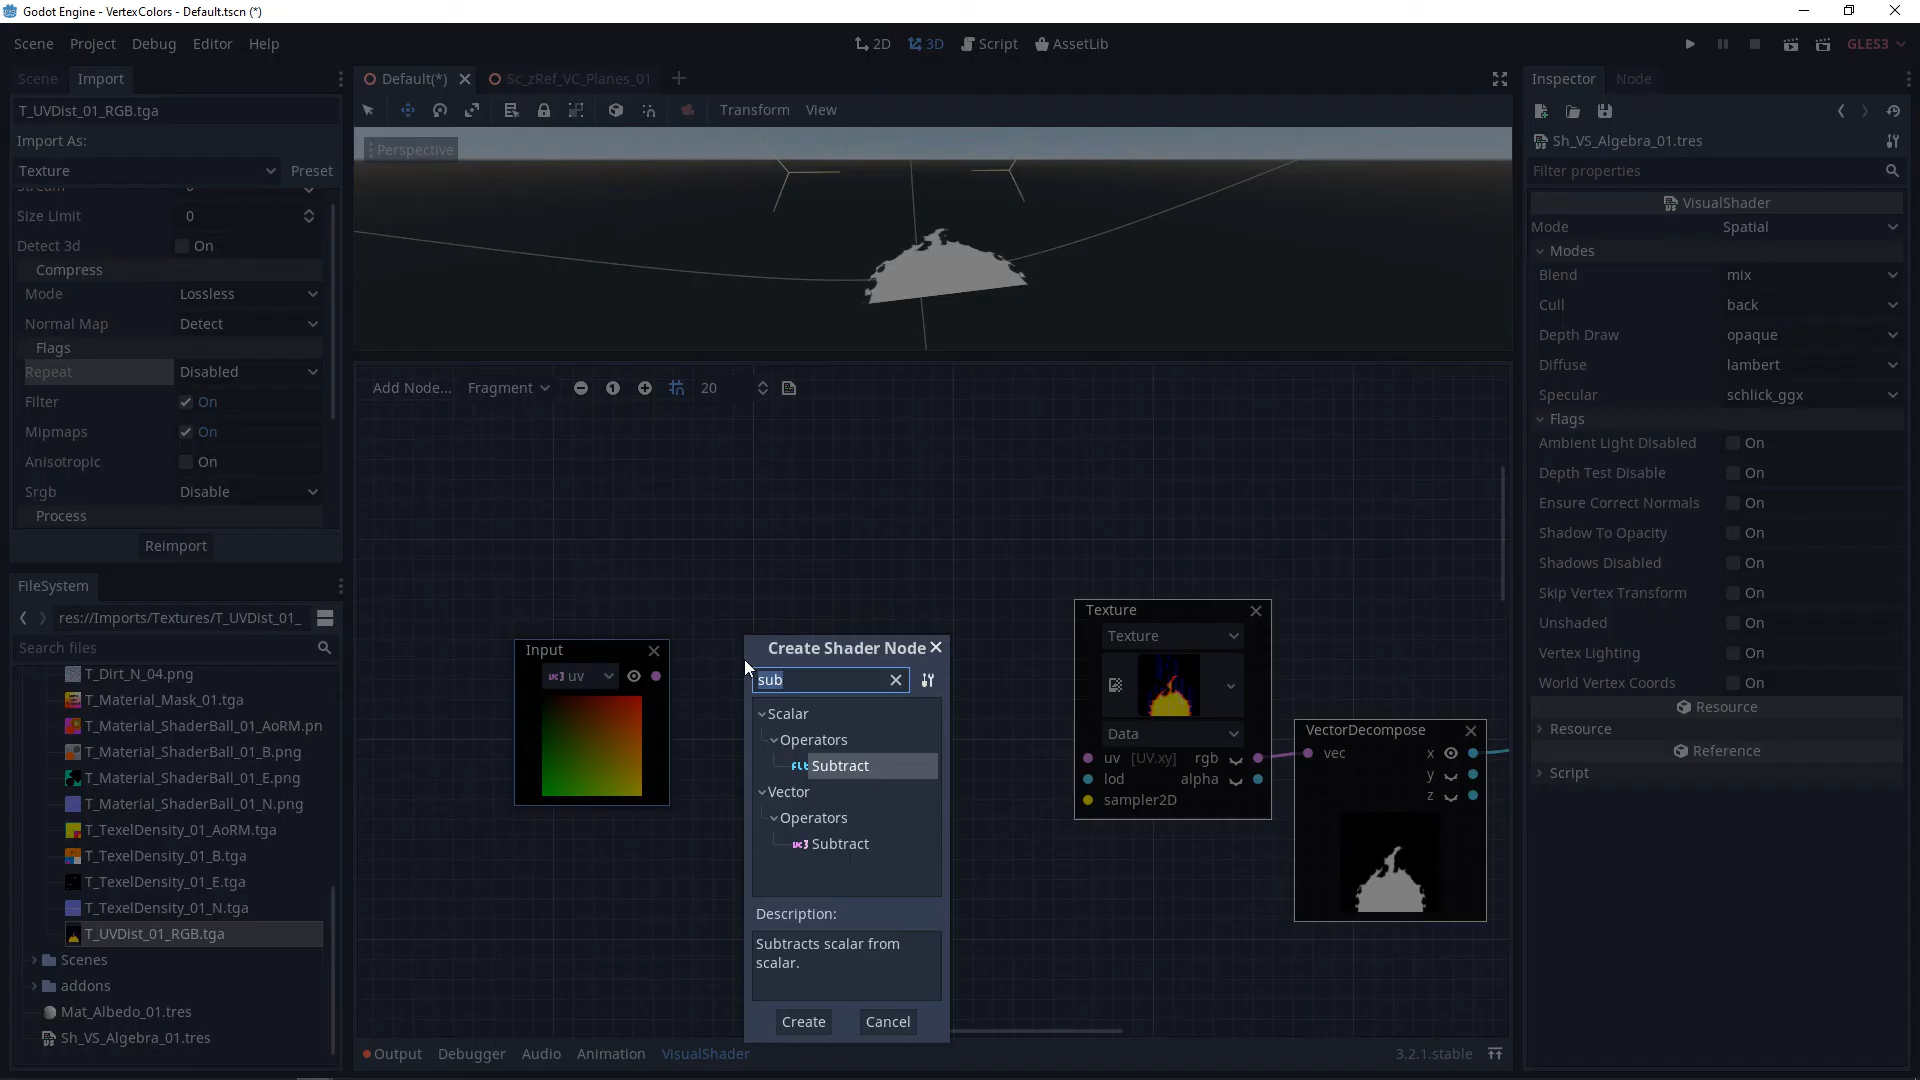 Godot Engine - VertexColors - Default.tscn (*)
Scene Project Debug Editor Help
2D 3D Script AssetLib
GLES3
Scene Import
Default(*) Sc_zRef_VC_Planes_01
Inspector Node
T_UVDist_01_RGB.tga
Transform View
Import As:
Perspective
Sh_VS_Algebra_01.tres
Texture Preset
Filter properties
VisualShader
Size Limit 0
Mode Spatial
Detect 3d On
Modes
Compress
Blend mix
Mode Lossless
Cull back
Normal Map Detect
Depth Draw opaque
Flags
Diffuse lambert
Repeat Disabled
Add Node... Fragment 20
Specular schlick_ggx
Filter On
Flags
Mipmaps On
Ambient Light Disabled On
Anisotropic On
Depth Test Disable On
Srgb Disable
Ensure Correct Normals On
Process
Shadow To Opacity On
Reimport
Shadows Disabled On
FileSystem
Skip Vertex Transform On
res://Imports/Textures/T_UVDist_01_
Unshaded On
Search files
Vertex Lighting On
World Vertex Coords On
Resource
Resource
Reference
Script
T_Dirt_N_04.png
T_Material_Mask_01.tga
T_Material_ShaderBall_01_AoRM.pn
T_Material_ShaderBall_01_B.png
T_Material_ShaderBall_01_E.png
T_Material_ShaderBall_01_N.png
T_TexelDensity_01_AoRM.tga
T_TexelDensity_01_B.tga
T_TexelDensity_01_E.tga
T_TexelDensity_01_N.tga
T_UVDist_01_RGB.tga
Scenes
addons
Mat_Albedo_01.tres
Sh_VS_Algebra_01.tres
Input
uv
Create Shader Node
sub
Scalar
Operators
Subtract
Vector
Operators
Subtract
Description:
Subtracts scalar from
scalar.
Create Cancel
Texture
Texture
Data
uv [UV.xy] rgb
lod alpha
sampler2D
VectorDecompose
vec x
y
z
Output Debugger Audio Animation VisualShader
3.2.1.stable